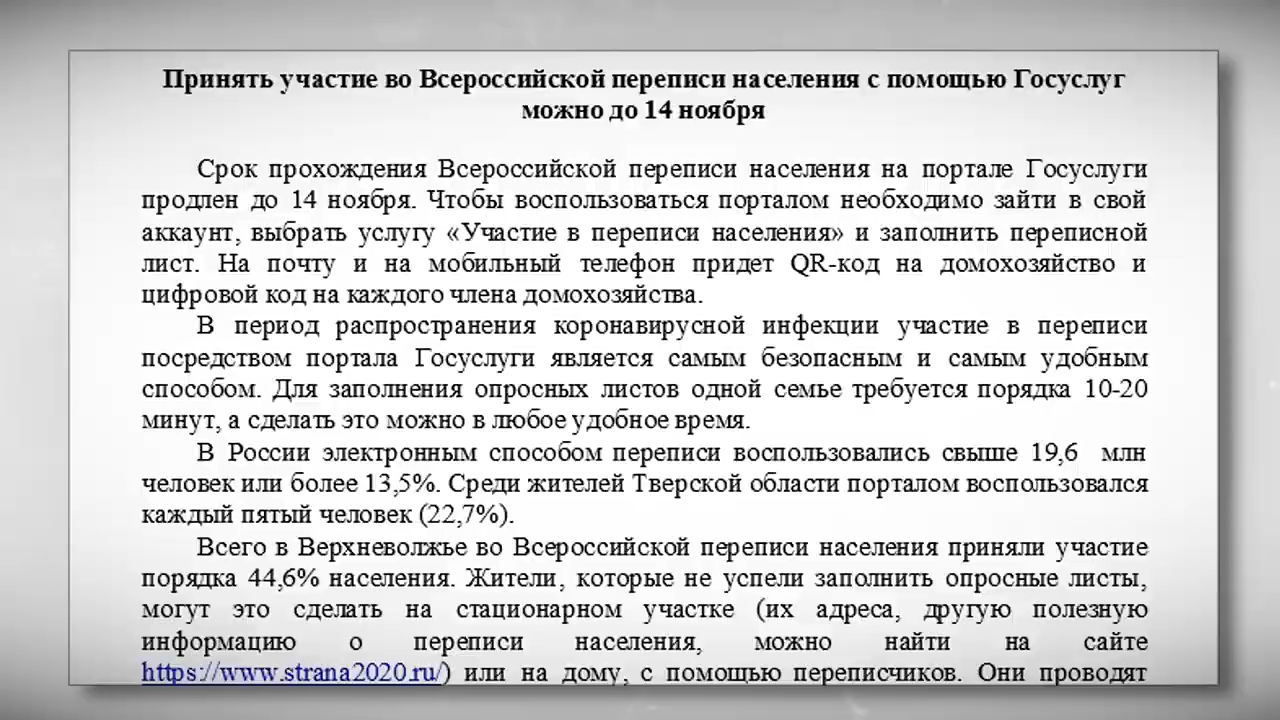 Принять участие во Всероссийской переписи населения с помощью Госуслуг
можно до 14 ноября
Срок прохождения Всероссийской переписи населения на портале Госуслуги
продлен до 14 ноября. Чтобы воспользоваться порталом необходимо зайти в свой
аккаунт, выбрать услугу «Участие в переписи населения» и заполнить переписной
лист. На почту и на мобильный телефон придет QR-код на домохозяйство и
цифровой код на каждого члена домохозяйства.
В период распространения коронавирусной инфекции участие в переписи
посредством портала Госуслуги является самым безопасным и самым удобным
способом. Для заполнения опросных листов одной семье требуется порядка 10-20
минут, а сделать это можно в любое удобное время.
В России электронным способом переписи воспользовались свыше 19,6 млн
человек или более 13,5%. Среди жителей Тверской области порталом воспользовался
каждый пятый человек (22,7%).
Всего в Верхневолжье во Всероссийской переписи населения приняли участие
порядка 44,6% населения. Жители, которые не успели заполнить опросные листы,
могут это сделать на стационарном участке (их адреса, другую полезную
информацию о переписи населения, можно найти на сайте
https://www.strana2020.ru/) или на дому, с помощью переписчиков. Они проводят